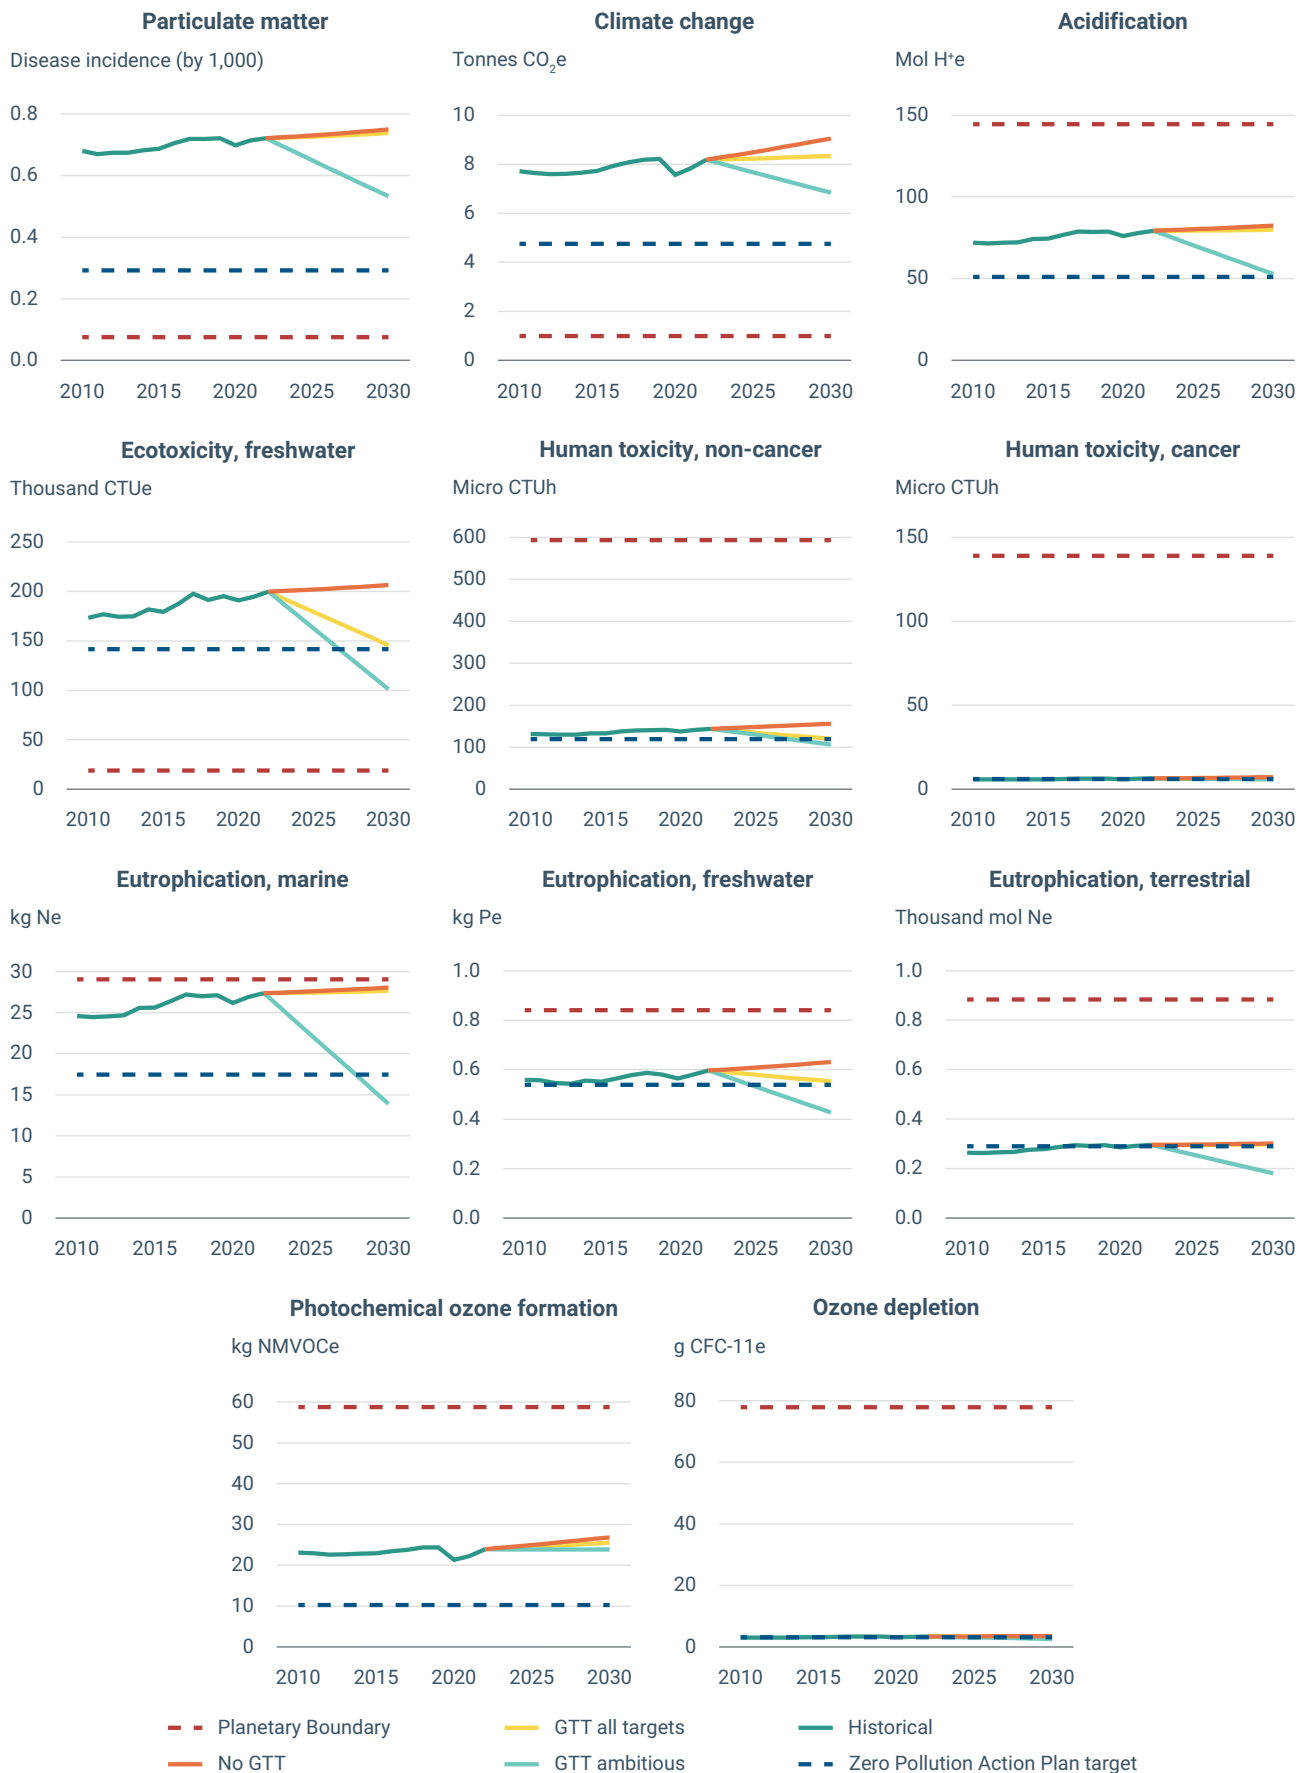 Particulate matter
Disease incidence (by 1,000)
0.8
0.6
0.4
0.2
0.0
2010 2015 2020 2025 2030
Climate change
Tonnes CO₂e
10
8
6
4
2
0
2010 2015 2020 2025 2030
Acidification
Mol H⁺e
150
100
50
0
2010 2015 2020 2025 2030
Ecotoxicity, freshwater
Thousand CTUe
250
200
150
100
50
0
2010 2015 2020 2025 2030
Human toxicity, non-cancer
Micro CTUh
600
500
400
300
200
100
0
2010 2015 2020 2025 2030
Human toxicity, cancer
Micro CTUh
150
100
50
0
2010 2015 2020 2025 2030
Eutrophication, marine
kg Ne
30
25
20
15
10
5
0
2010 2015 2020 2025 2030
Eutrophication, freshwater
kg Pe
1.0
0.8
0.6
0.4
0.2
0.0
2010 2015 2020 2025 2030
Eutrophication, terrestrial
Thousand mol Ne
1.0
0.8
0.6
0.4
0.2
0.0
2010 2015 2020 2025 2030
Photochemical ozone formation
kg NMVOCe
60
50
40
30
20
10
0
2010 2015 2020 2025 2030
Ozone depletion
g CFC-11e
80
60
40
20
0
2010 2015 2020 2025 2030
Planetary Boundary
GTT all targets
Historical
No GTT
GTT ambitious
Zero Pollution Action Plan target